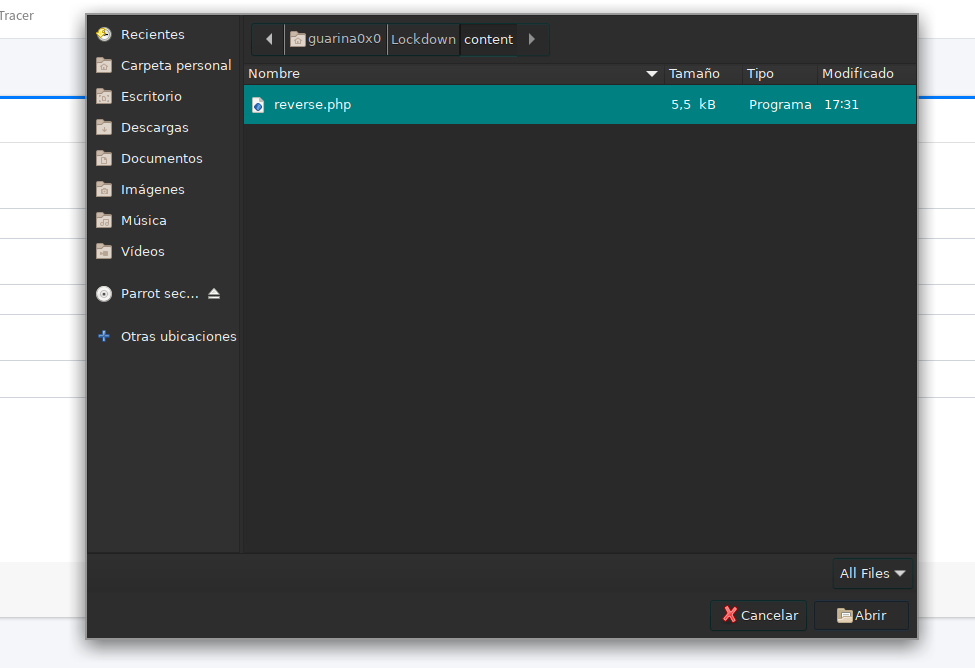 Tracer
Recientes
Carpeta personal
Escritorio
Descargas
Documentos
Imágenes
Música
Vídeos
Parrot sec...
Otras ubicaciones
guarina0x0 Lockdown content
Nombre Tamaño Tipo Modificado
reverse.php 5,5 kB Programa 17:31
All Files
Cancelar Abrir